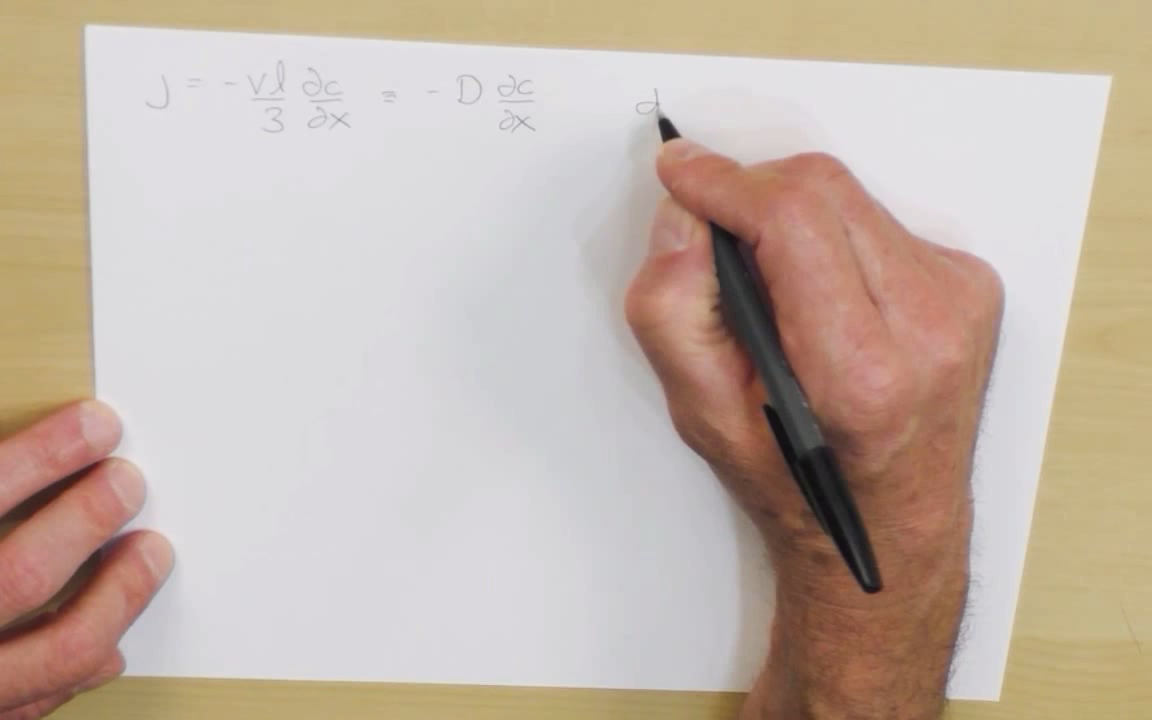 J = - vl/3 ∂c/∂x = - D ∂c/∂x d